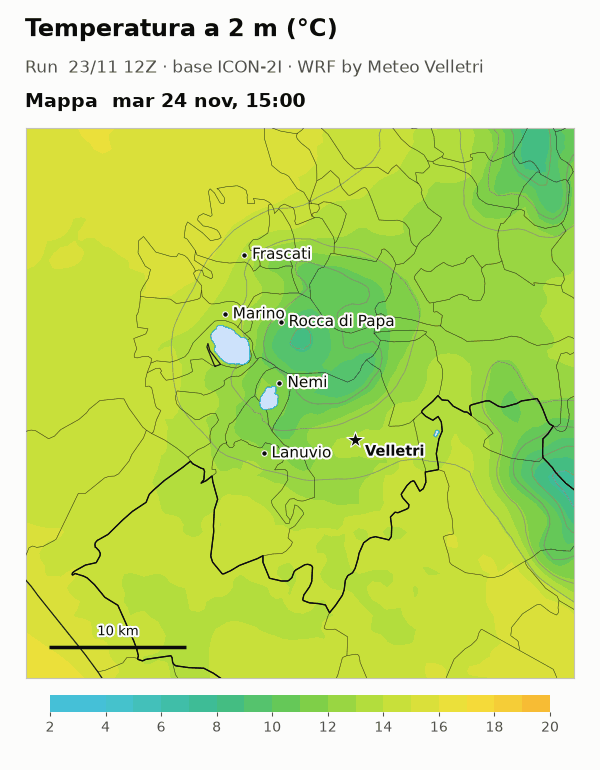 Temperatura a 2 m (°C)
Run  23/11 12Z · base ICON-2I · WRF by Meteo Velletri
Mappa  mar 24 nov, 15:00
Frascati
Marino
Rocca di Papa
Nemi
Velletri
Lanuvio
10 km
2 4 6 8 10 12 14 16 18 20